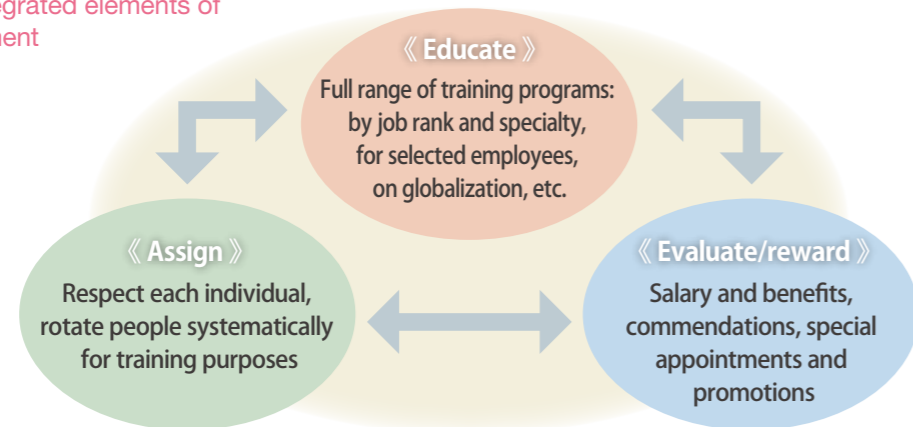 elements of
《 Educate 》
Full range of training programs:
by job rank and specialty,
for selected employees,
on globalization, etc.
《 Assign 》
Respect each individual,
rotate people systematically
for training purposes
《 Evaluate/reward 》
Salary and benefits,
commendations, special
appointments and
promotions